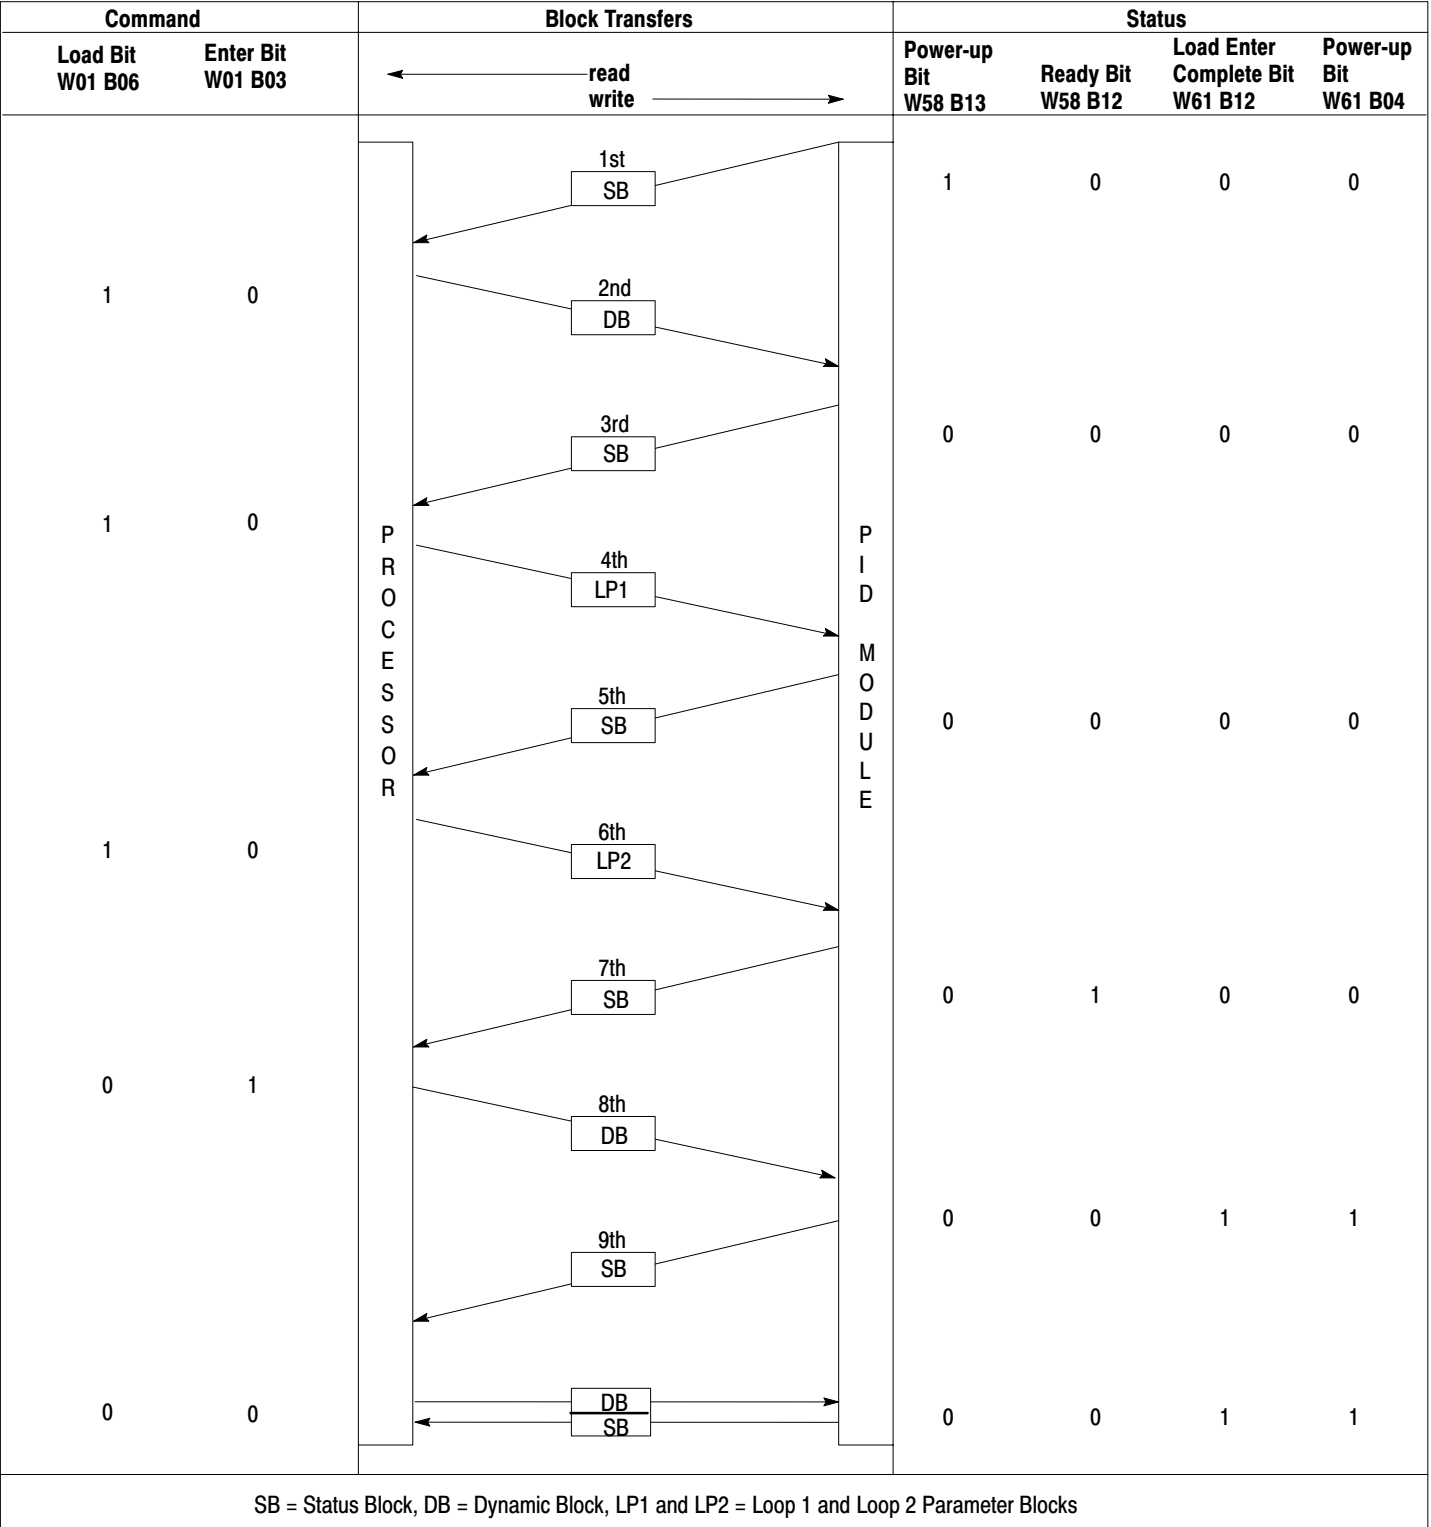 Command Block Transfers Status
Load Bit
W01 B06
Enter Bit
W01 B03
read
write
Power-up
Bit
W58 B13
Ready Bit
W58 B12
Load Enter
Complete Bit
W61 B12
Power-up
Bit
W61 B04
1st
SB
1 0 0 0
1 0
2nd
DB
3rd
SB
0 0 0 0
1 0
PROCESSOR
PID MODULE
4th
LP1
5th
SB
0 0 0 0
1 0
6th
LP2
7th
SB
0 1 0 0
0 1
8th
DB
0 0 1 1
9th
SB
0 0
DB
SB
0 0 1 1
SB = Status Block, DB = Dynamic Block, LP1 and LP2 = Loop 1 and Loop 2 Parameter Blocks